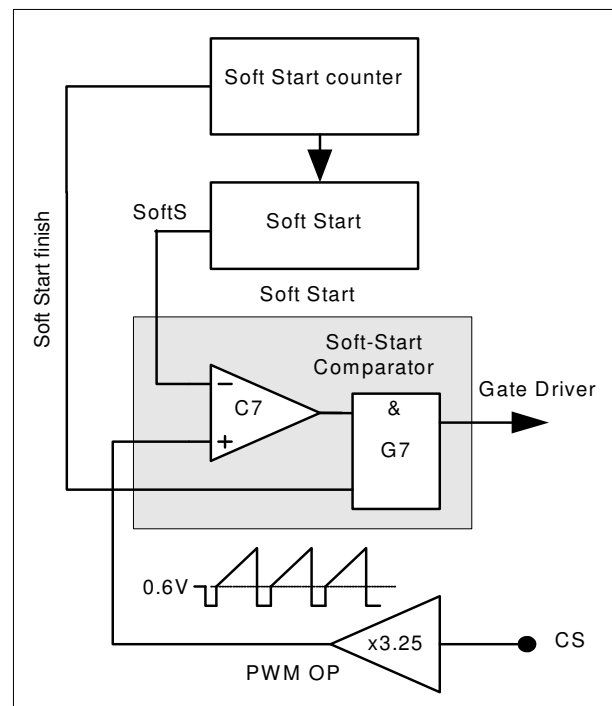 Soft Start counter
SoftS
Soft Start
Soft Start finish
Soft Start
Soft-Start
Comparator
Gate Driver
−
C7
+
&
G7
0.6V
x3.25
CS
PWM OP